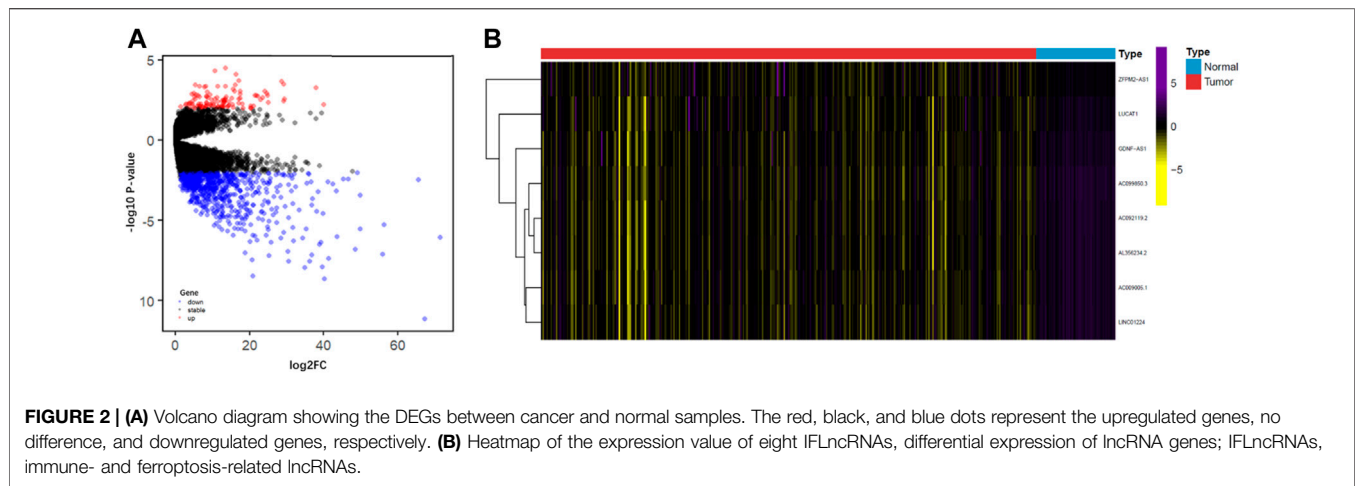 A
B
5
0
-5
10
-log10 P-value
Gene
down
stable
up
0
20
40
60
log2FC
Type
ZFPM2-AS1
LUCAT1
GDNF-AS1
AC099850.3
AC092119.2
AL356234.2
AC009005.1
LINC01224
5
0
-5
Type
Normal
Tumor
FIGURE 2 | (A) Volcano diagram showing the DEGs between cancer and normal samples. The red, black, and blue dots represent the upregulated genes, no
difference, and downregulated genes, respectively. (B) Heatmap of the expression value of eight IFLncRNAs, differential expression of lncRNA genes; IFLncRNAs,
immune- and ferroptosis-related lncRNAs.